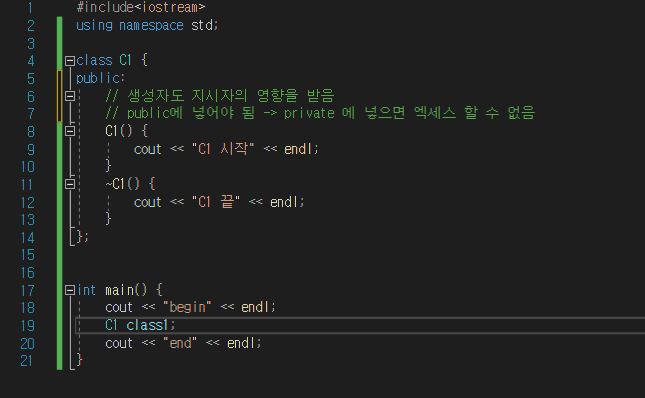 1 #include<iostream>
2 using namespace std;
3
4 class C1 {
5 public:
6 // 생성자도 지시자의 영향을 받음
7 // public에 넣어야 됨 -> private 에 넣으면 엑세스 할 수 없음
8 C1() {
9 cout << "C1 시작" << endl;
10 }
11 ~C1() {
12 cout << "C1 끝" << endl;
13 }
14 };
15
16
17 int main() {
18 cout << "begin" << endl;
19 C1 class1;
20 cout << "end" << endl;
21 }